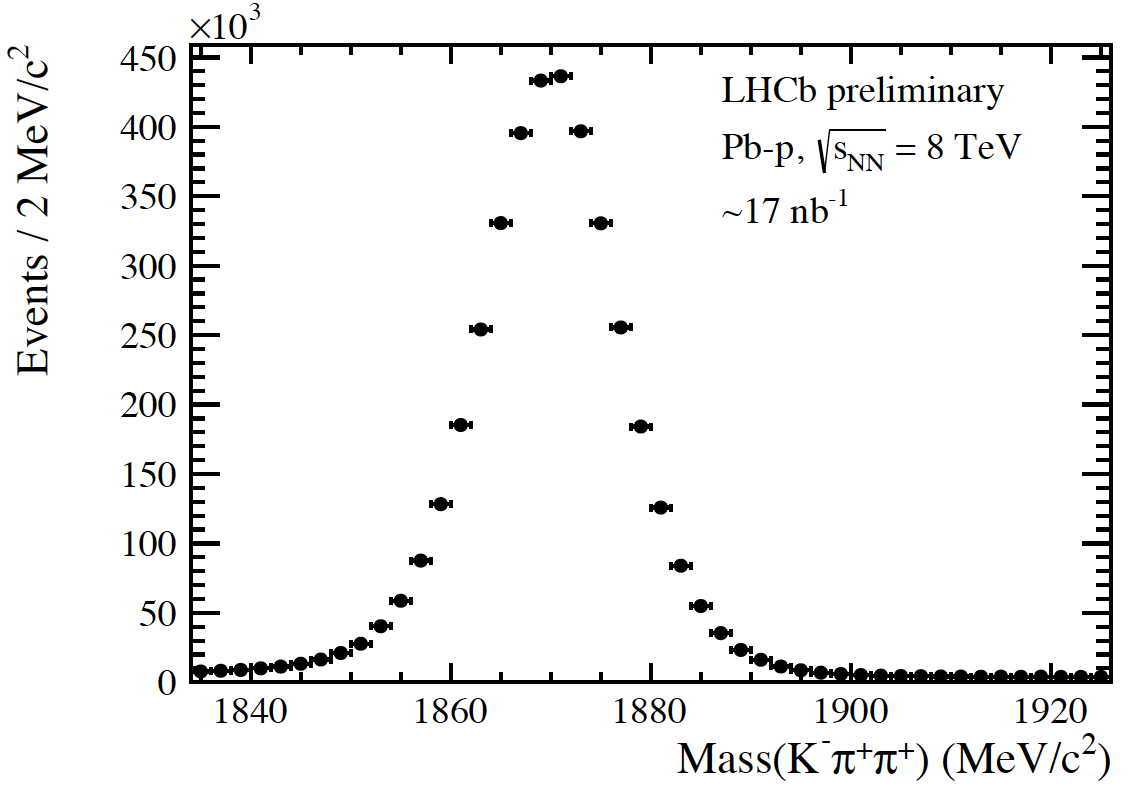 ×10³
450
400
350
300
250
200
150
100
50
0
Events / 2 MeV/c²
LHCb preliminary
Pb-p, √s_NN = 8 TeV
~17 nb⁻¹
1840 1860 1880 1900 1920
Mass(K⁻π⁺π⁺) (MeV/c²)